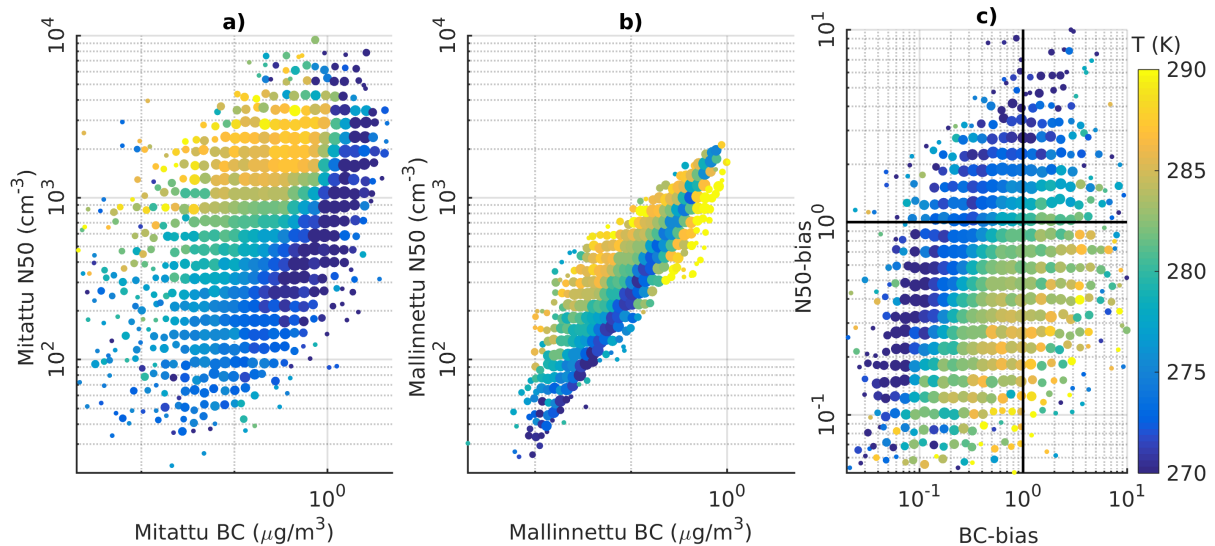 a)
b)
c)
10^4
10^3
10^2
10^0
Mitattu N50 (cm^-3)
Mitattu BC (μg/m^3)
10^4
10^3
10^2
10^0
Mallinnettu N50 (cm^-3)
Mallinnettu BC (μg/m^3)
10^1
10^0
10^-1
10^-1
10^0
10^1
N50-bias
BC-bias
T (K)
290
285
280
275
270